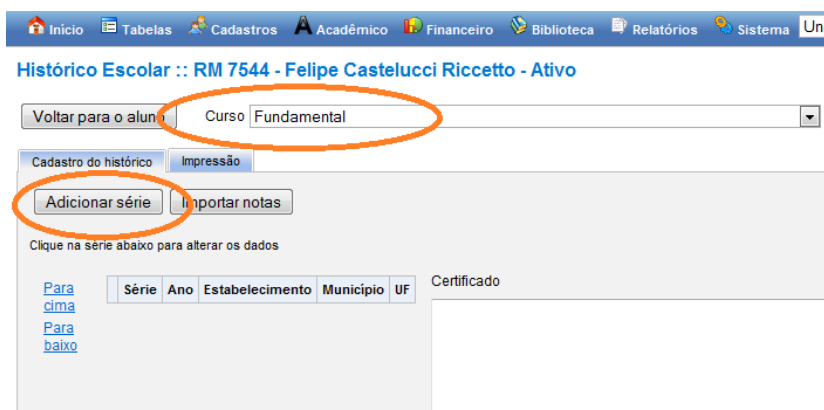 Início Tabelas Cadastros Acadêmico Financeiro Biblioteca Relatórios Sistema Un
Histórico Escolar :: RM 7544 - Felipe Castelucci Riccetto - Ativo
Voltar para o aluno Curso Fundamental
Cadastro do histórico Impressão
Adicionar série Importar notas
Clique na série abaixo para alterar os dados
Para cima
Para baixo
Série Ano Estabelecimento Município UF
Certificado